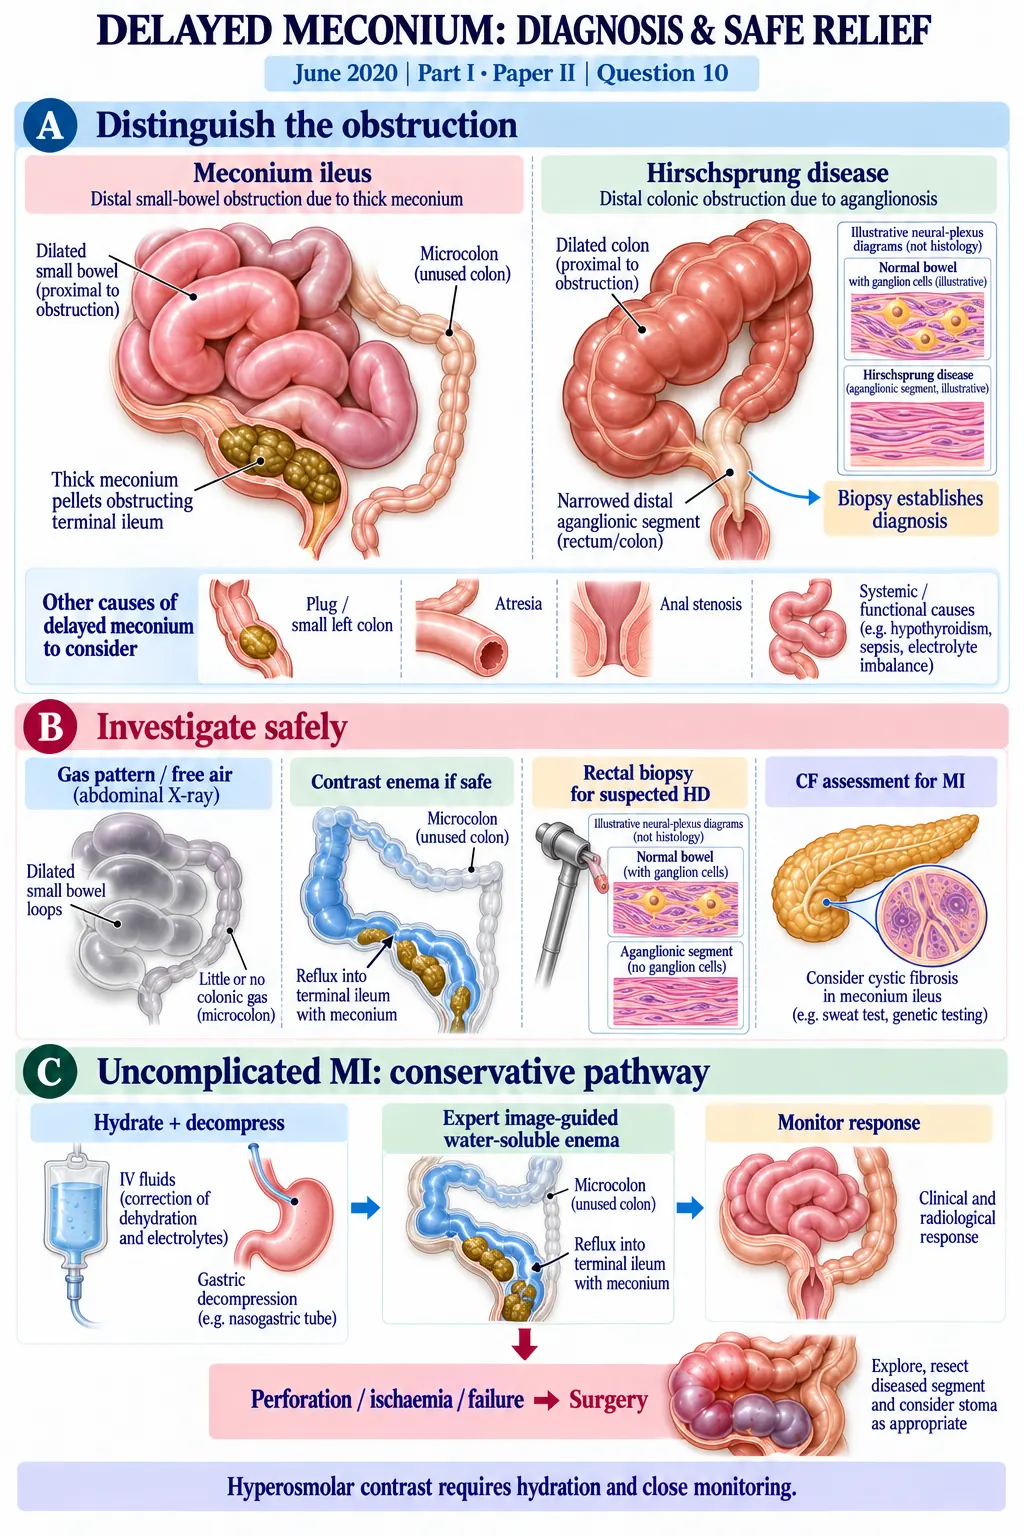 DELAYED MECONIUM: DIAGNOSIS & SAFE RELIEF
June 2020 | Part I · Paper II | Question 10
A Distinguish the obstruction
Meconium ileus
Distal small-bowel obstruction due to thick meconium
Dilated
small bowel
(proximal to
obstruction)
Microcolon
(unused colon)
Thick meconium
pellets obstructing
terminal ileum
Hirschsprung disease
Distal colonic obstruction due to aganglionosis
Dilated colon
(proximal to
obstruction)
Illustrative neural-plexus
diagrams (not histology)
Normal bowel
with ganglion cells (illustrative)
Hirschsprung disease
(aganglionic segment, illustrative)
Narrowed distal
aganglionic segment
(rectum/colon)
Biopsy establishes
diagnosis
Other causes of
delayed meconium
to consider
Plug /
small left colon
Atresia
Anal stenosis
Systemic /
functional causes
(e.g. hypothyroidism,
sepsis, electrolyte
imbalance)
B Investigate safely
Gas pattern / free air
(abdominal X-ray)
Dilated
small bowel
loops
Little or no
colonic gas
(microcolon)
Contrast enema if safe
Microcolon
(unused colon)
Reflux into
terminal ileum
with meconium
Rectal biopsy
for suspected HD
Illustrative neural-plexus diagrams
(not histology)
Normal bowel
(with ganglion cells)
Aganglionic segment
(no ganglion cells)
CF assessment for MI
Consider cystic fibrosis
in meconium ileus
(e.g. sweat test, genetic testing)
C Uncomplicated MI: conservative pathway
Hydrate + decompress
IV fluids
(correction of
dehydration
and electrolytes)
Gastric
decompression
(e.g. nasogastric tube)
Expert image-guided
water-soluble enema
Microcolon
(unused colon)
Reflux into
terminal ileum
with meconium
Monitor response
Clinical and
radiological
response
Perforation / ischaemia / failure → Surgery
Explore, resect
diseased segment
and consider stoma
as appropriate
Hyperosmolar contrast requires hydration and close monitoring.